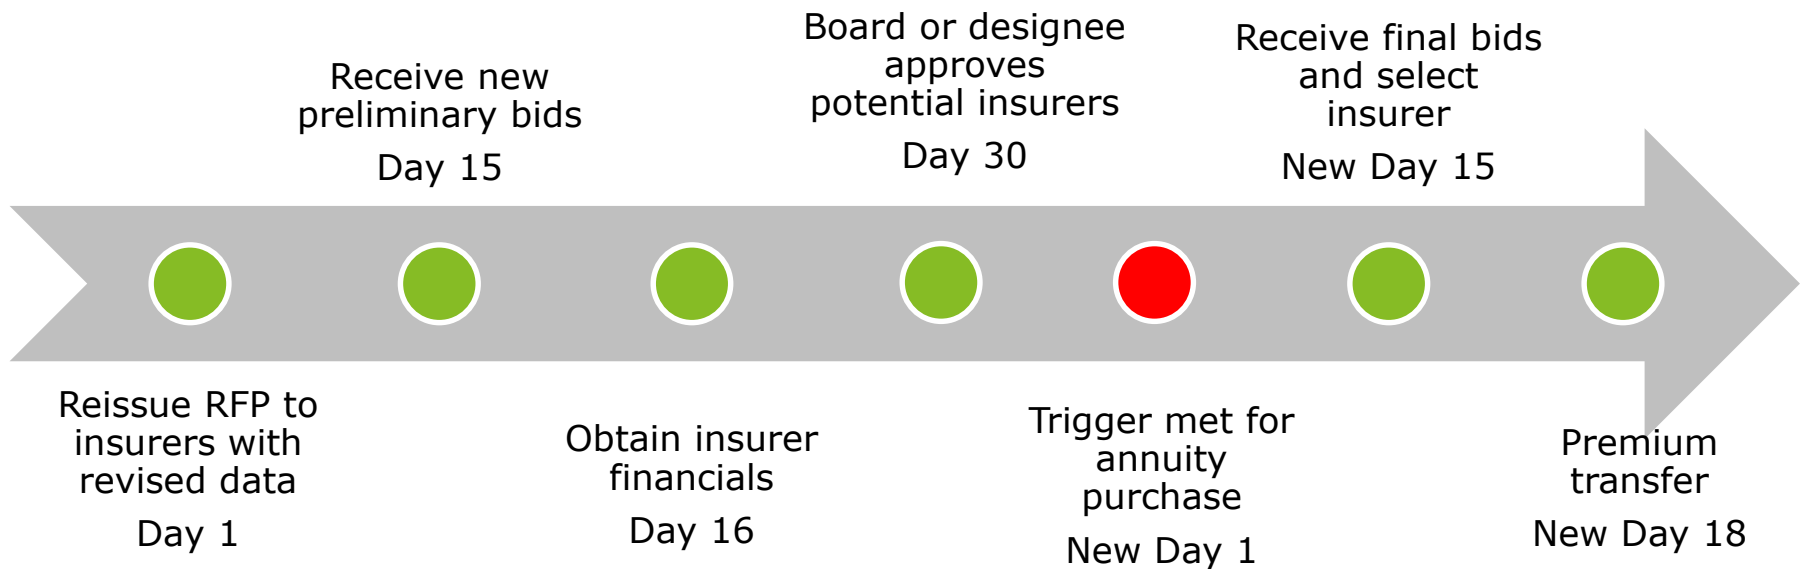 Reissue RFP to
insurers with
revised data
Day 1
Receive new
preliminary bids
Day 15
Obtain insurer
financials
Day 16
Board or designee
approves
potential insurers
Day 30
Trigger met for
annuity
purchase
New Day 1
Receive final bids
and select
insurer
New Day 15
Premium
transfer
New Day 18